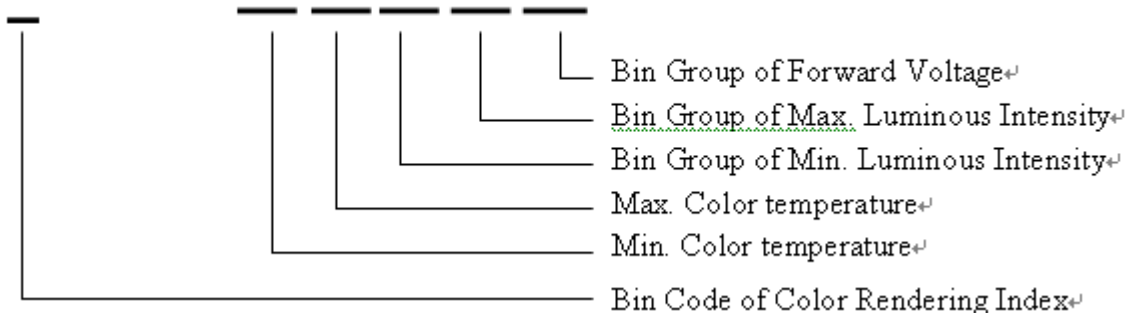 Bin Group of Forward Voltage↵
Bin Group of Max. Luminous Intensity↵
Bin Group of Min. Luminous Intensity↵
Max. Color temperature↵
Min. Color temperature↵
Bin Code of Color Rendering Index↵